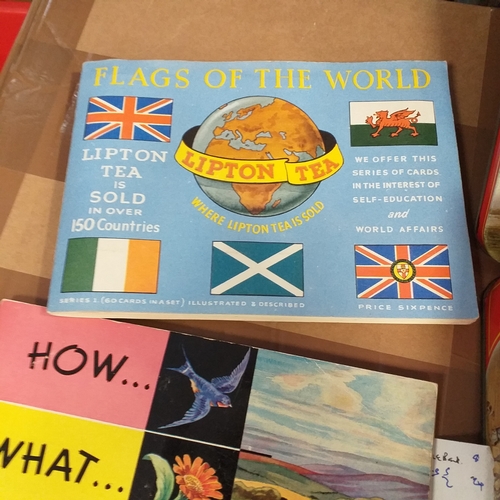 FLAGS OF THE WORLD
LIPTON
TEA
IS
SOLD
IN OVER
150 Countries
LIPTON TEA
WHERE LIPTON TEA IS SOLD
WE OFFER THIS
SERIES OF CARDS
IN THE INTEREST OF
SELF-EDUCATION
and
WORLD AFFAIRS
SERIES 1. (60 CARDS IN A SET) ILLUSTRATED & DESCRIBED
PRICE SIXPENCE
HOW...
WHAT...